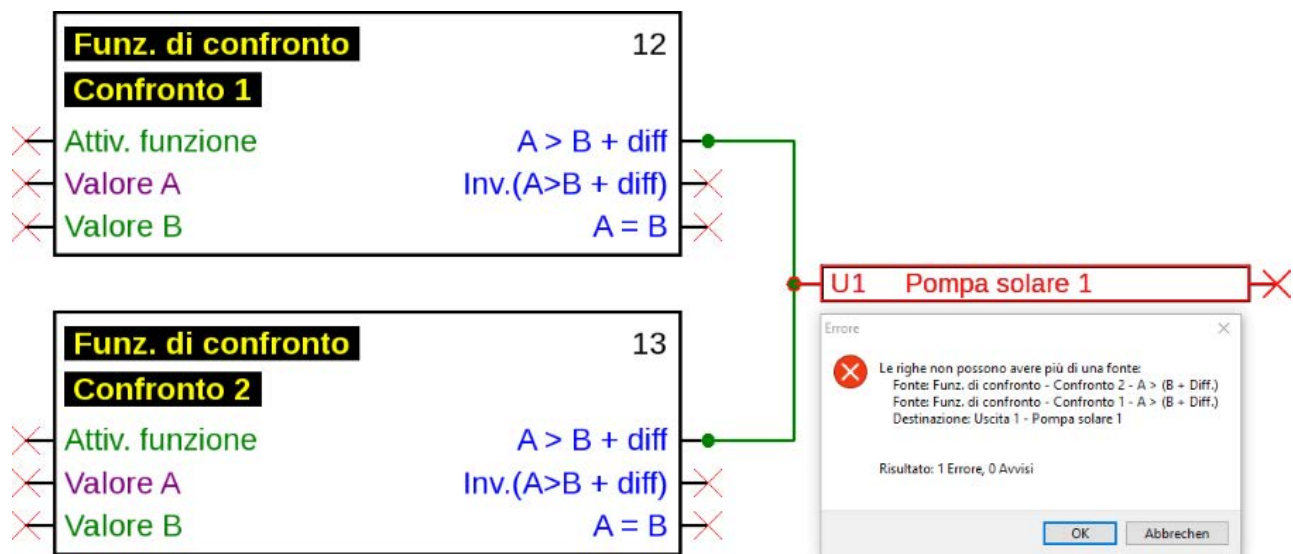 Funz. di confronto 12
Confronto 1
Attiv. funzione A > B + diff
Valore A Inv.(A>B + diff)
Valore B A = B
U1 Pompa solare 1
Funz. di confronto 13
Confronto 2
Attiv. funzione A > B + diff
Valore A Inv.(A>B + diff)
Valore B A = B
Errore
Le righe non possono avere più di una fonte:
Fonte: Funz. di confronto - Confronto 2 - A > (B + Diff.)
Fonte: Funz. di confronto - Confronto 1 - A > (B + Diff.)
Destinazione: Uscita 1 - Pompa solare 1
Risultato: 1 Errore, 0 Avvisi
OK Abbrechen